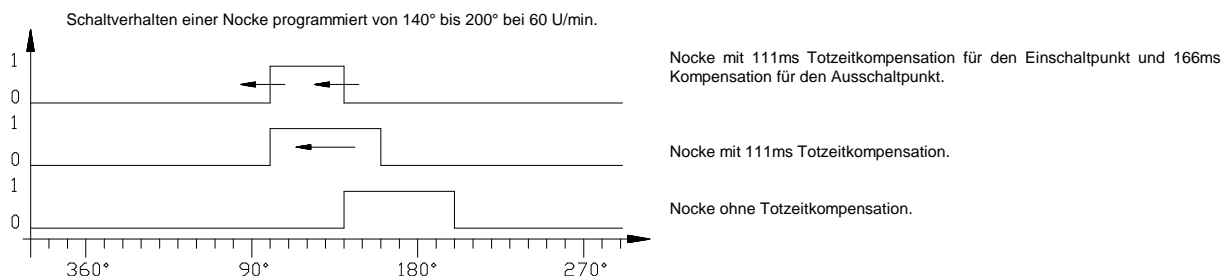 Schaltverhalten einer Nocke programmiert von 140° bis 200° bei 60 U/min.
1
0
Nocke mit 111ms Totzeitkompensation für den Einschaltpunkt und 166ms
Kompensation für den Ausschaltpunkt.
1
0
Nocke mit 111ms Totzeitkompensation.
1
0
Nocke ohne Totzeitkompensation.
360° 90° 180° 270°